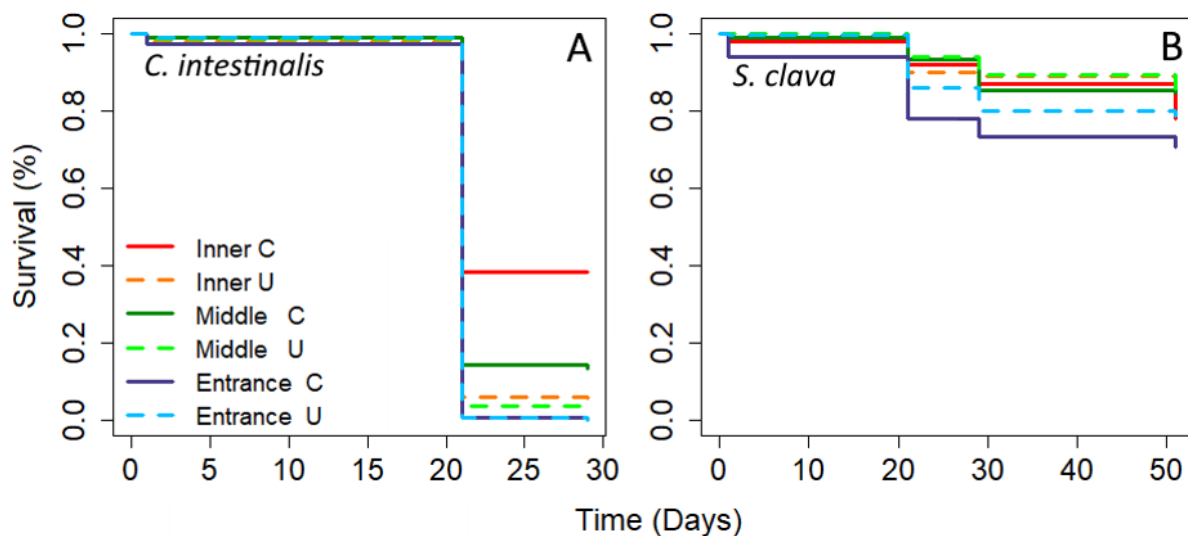 A
B
C. intestinalis
S. clava
Survival (%)
1.0
0.8
0.6
0.4
0.2
0.0
Inner C
Inner U
Middle C
Middle U
Entrance C
Entrance U
0 5 10 15 20 25 30
1.0
0.8
0.6
0.4
0.2
0.0
0 10 20 30 40 50
Time (Days)